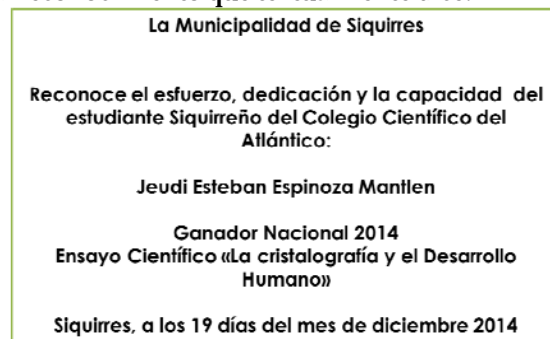 La Municipalidad de Siquirres
Reconoce el esfuerzo, dedicación y la capacidad del
estudiante Siquirreño del Colegio Científico del
Atlántico:
Jeudi Esteban Espinoza Mantlen
Ganador Nacional 2014
Ensayo Científico «La cristalografía y el Desarrollo
Humano»
Siquirres, a los 19 días del mes de diciembre 2014